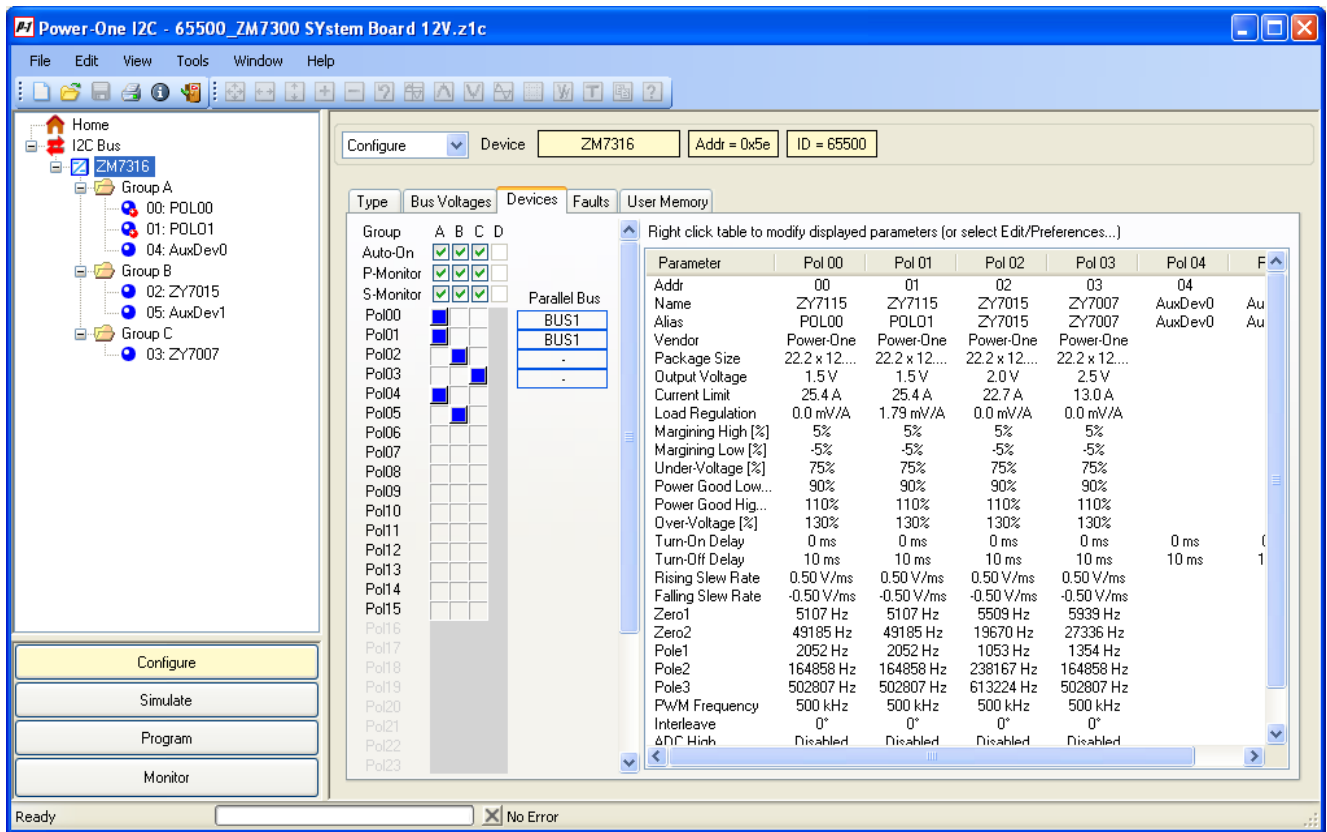 Power-One I2C - 65500_ZM7300 SYstem Board 12V.z1c
File Edit View Tools Window Help
Home
I2C Bus
ZM7316
Group A
00: POL00
01: POL01
04: AuxDev0
Group B
02: ZY7015
05: AuxDev1
Group C
03: ZY7007
Configure
Simulate
Program
Monitor
Configure Device ZM7316 Addr = 0x5e ID = 65500
Type Bus Voltages Devices Faults User Memory
Group A B C D
Auto-On
P-Monitor
S-Monitor Parallel Bus
Pol00 BUS1
Pol01 BUS1
Pol02 -
Pol03 -
Pol04
Pol05
Pol06
Pol07
Pol08
Pol09
Pol10
Pol11
Pol12
Pol13
Pol14
Pol15
Pol16
Pol17
Pol18
Pol19
Pol20
Pol21
Pol22
Pol23
Right click table to modify displayed parameters (or select Edit/Preferences...)
Parameter Pol 00 Pol 01 Pol 02 Pol 03 Pol 04
Addr 00 01 02 03 04
Name ZY7115 ZY7115 ZY7015 ZY7007 AuxDev0 Au
Alias POL00 POL01 ZY7015 ZY7007 AuxDev0 Au
Vendor Power-One Power-One Power-One Power-One
Package Size 22.2 x 12.... 22.2 x 12.... 22.2 x 12.... 22.2 x 12....
Output Voltage 1.5 V 1.5 V 2.0 V 2.5 V
Current Limit 25.4 A 25.4 A 22.7 A 13.0 A
Load Regulation 0.0 mV/A 1.79 mV/A 0.0 mV/A 0.0 mV/A
Margining High [%] 5% 5% 5% 5%
Margining Low [%] -5% -5% -5% -5%
Under-Voltage [%] 75% 75% 75% 75%
Power Good Low... 90% 90% 90% 90%
Power Good Hig... 110% 110% 110% 110%
Over-Voltage [%] 130% 130% 130% 130%
Turn-On Delay 0 ms 0 ms 0 ms 0 ms 0 ms
Turn-Off Delay 10 ms 10 ms 10 ms 10 ms 10 ms 1
Rising Slew Rate 0.50 V/ms 0.50 V/ms 0.50 V/ms 0.50 V/ms
Falling Slew Rate -0.50 V/ms -0.50 V/ms -0.50 V/ms -0.50 V/ms
Zero1 5107 Hz 5107 Hz 5509 Hz 5939 Hz
Zero2 49185 Hz 49185 Hz 19670 Hz 27336 Hz
Pole1 2052 Hz 2052 Hz 1053 Hz 1354 Hz
Pole2 164858 Hz 164858 Hz 238167 Hz 164858 Hz
Pole3 502807 Hz 502807 Hz 613224 Hz 502807 Hz
PWM Frequency 500 kHz 500 kHz 500 kHz 500 kHz
Interleave 0° 0° 0° 0°
ADC High Disabled Disabled Disabled Disabled
Ready No Error